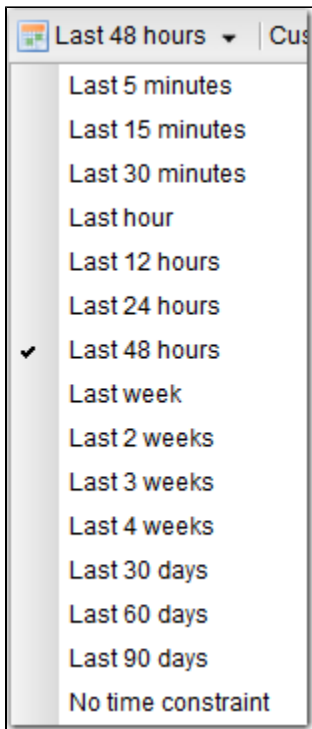 Last 48 hours Cus
Last 5 minutes
Last 15 minutes
Last 30 minutes
Last hour
Last 12 hours
Last 24 hours
Last 48 hours
Last week
Last 2 weeks
Last 3 weeks
Last 4 weeks
Last 30 days
Last 60 days
Last 90 days
No time constraint